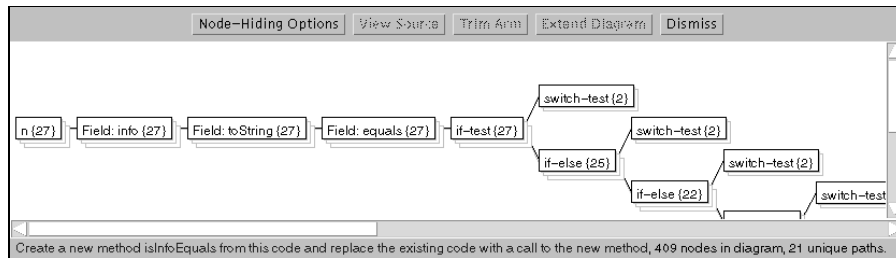 Node-Hiding Options View Source Trim Arm Extend Diagram Dismiss
switch-test {2}
n {27} Field: info {27} Field: toString {27} Field: equals {27} if-test {27} switch-test {2}
if-else {25} switch-test {2}
if-else {22} switch-test
Create a new method isInfoEquals from this code and replace the existing code with a call to the new method, 409 nodes in diagram, 21 unique paths.